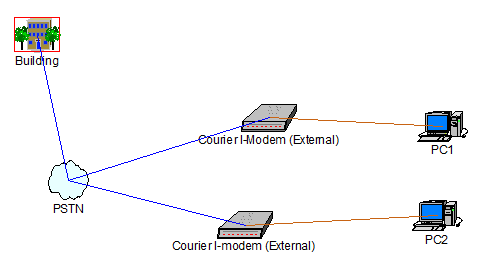 Building
Courier I-Modem (External)
PC1
PSTN
PC2
Courier I-modem (External)